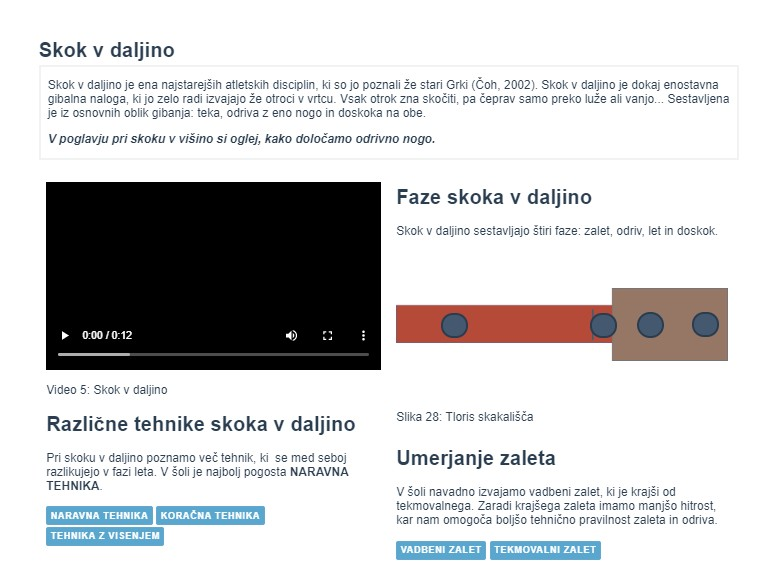 Skok v daljino
Skok v daljino je ena najstarejših atletskih disciplin, ki so jo poznali že stari Grki (Čoh, 2002). Skok v daljino je dokaj enostavna
gibalna naloga, ki jo zelo radi izvajajo že otroci v vrtcu. Vsak otrok zna skočiti, pa čeprav samo preko luže ali vanjo... Sestavljena
je iz osnovnih oblik gibanja: teka, odriva z eno nogo in doskoka na obe.
V poglavju pri skoku v višino si oglej, kako določamo odrivno nogo.
0:00 / 0:12
Video 5: Skok v daljino
Različne tehnike skoka v daljino
Pri skoku v daljino poznamo več tehnik, ki se med seboj
razlikujejo v fazi leta. V šoli je najbolj pogosta NARAVNA
TEHNIKA.
NARAVNA TEHNIKA KORAČNA TEHNIKA
TEHNIKA Z VISENJEM
Faze skoka v daljino
Skok v daljino sestavljajo štiri faze: zalet, odriv, let in doskok.
Slika 28: Tloris skakališča
Umerjanje zaleta
V šoli navadno izvajamo vadbeni zalet, ki je krajši od
tekmovalnega. Zaradi krajšega zaleta imamo manjšo hitrost,
kar nam omogoča boljšo tehnično pravilnost zaleta in odriva.
VADBENI ZALET TEKMOVALNI ZALET